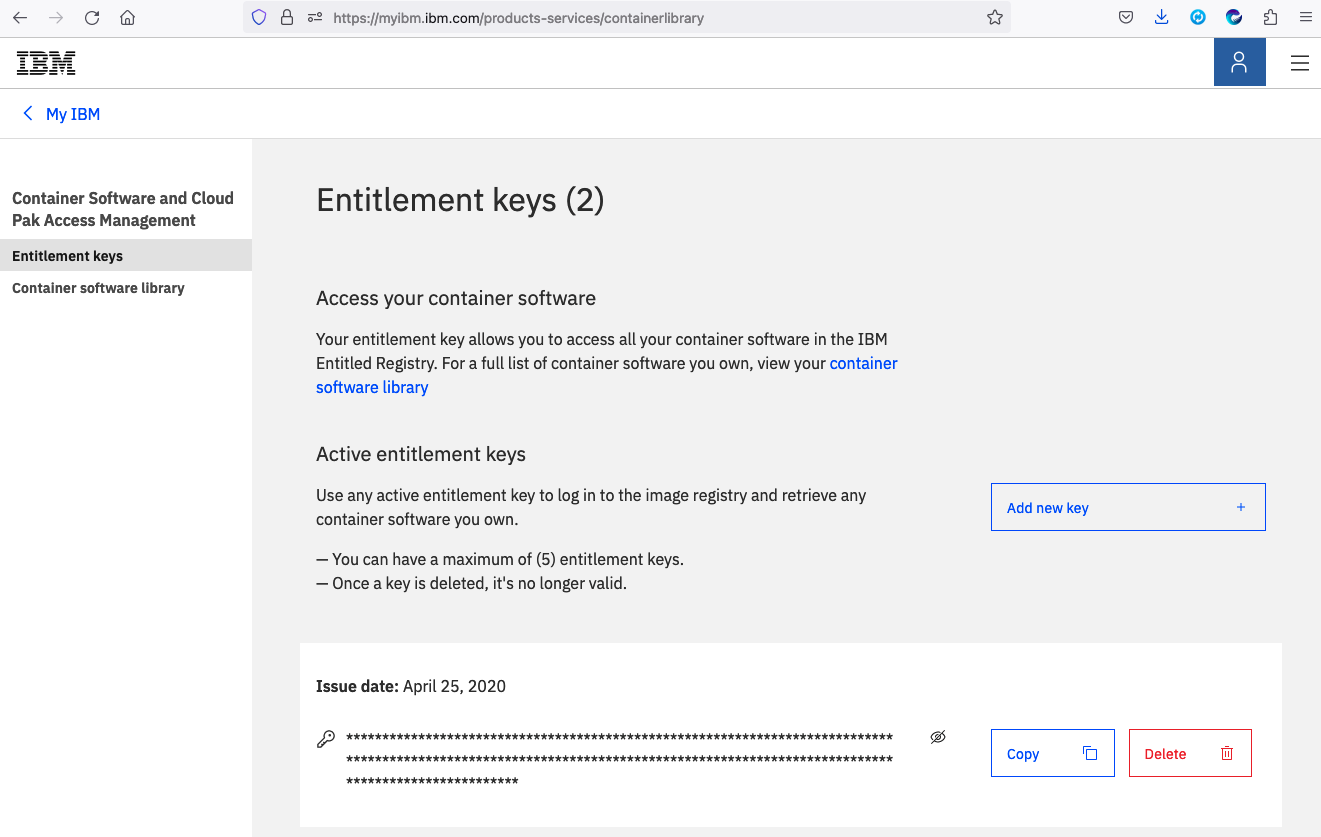 https://myibm.ibm.com/products-services/containerlibrary
IBM
My IBM
Container Software and Cloud
Pak Access Management
Entitlement keys
Container software library
Entitlement keys (2)
Access your container software
Your entitlement key allows you to access all your container software in the IBM
Entitled Registry. For a full list of container software you own, view your container
software library
Active entitlement keys
Use any active entitlement key to log in to the image registry and retrieve any
container software you own.
— You can have a maximum of (5) entitlement keys.
— Once a key is deleted, it's no longer valid.
Add new key +
Issue date: April 25, 2020
****************************************************************************
****************************************************************************
************************
Copy
Delete